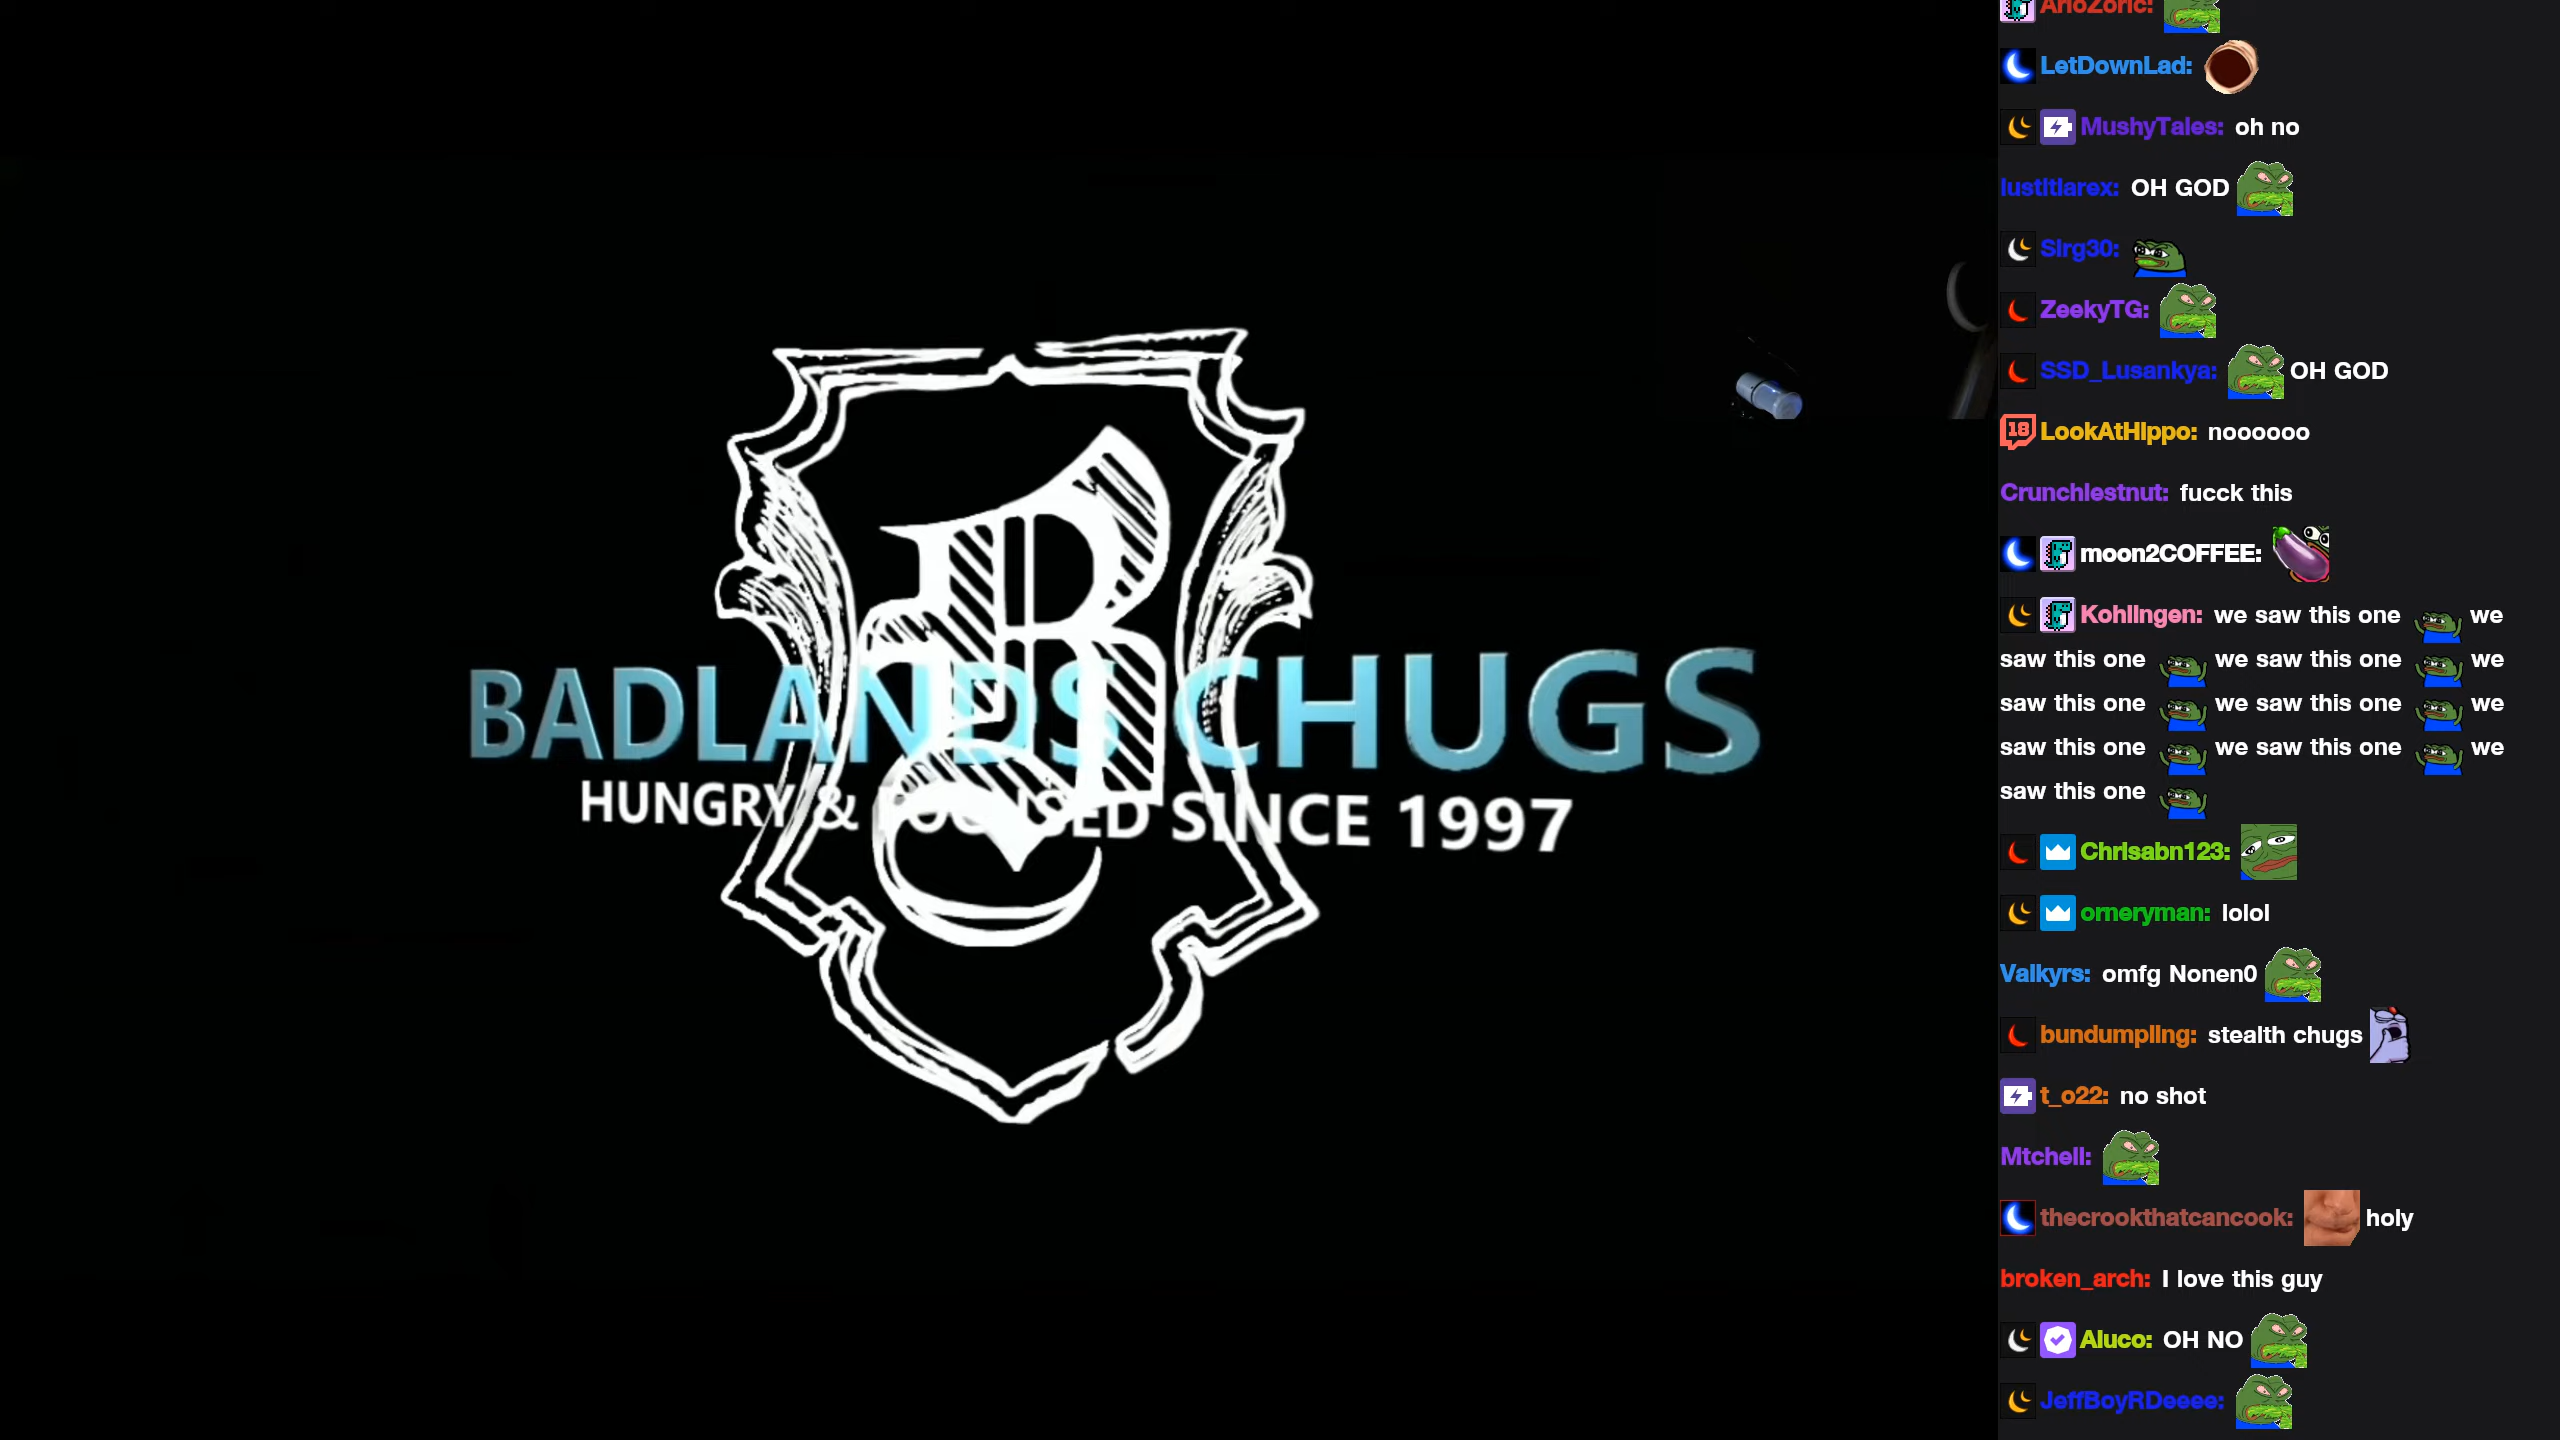 BADLANDS CHUGS
HUNGRY & FOCUSED SINCE 1997
B
ArloZoric:
LetDownLad:
MushyTales: oh no
Iustitiarex: OH GOD
Sirg30:
ZeekyTG:
SSD_Lusankya: OH GOD
18 LookAtHippo: noooooo
Crunchiestnut: fucck this
moon2COFFEE:
Kohlingen: we saw this one we
saw this one we saw this one we
saw this one we saw this one we
saw this one we saw this one we
saw this one
Chrisabn123:
orneryman: lolol
Valkyrs: omfg Nonen0
bundumpling: stealth chugs
t_o22: no shot
Mtchell:
thecrookthatcancook: holy
broken_arch: I love this guy
Aluco: OH NO
JeffBoyRDeeee: